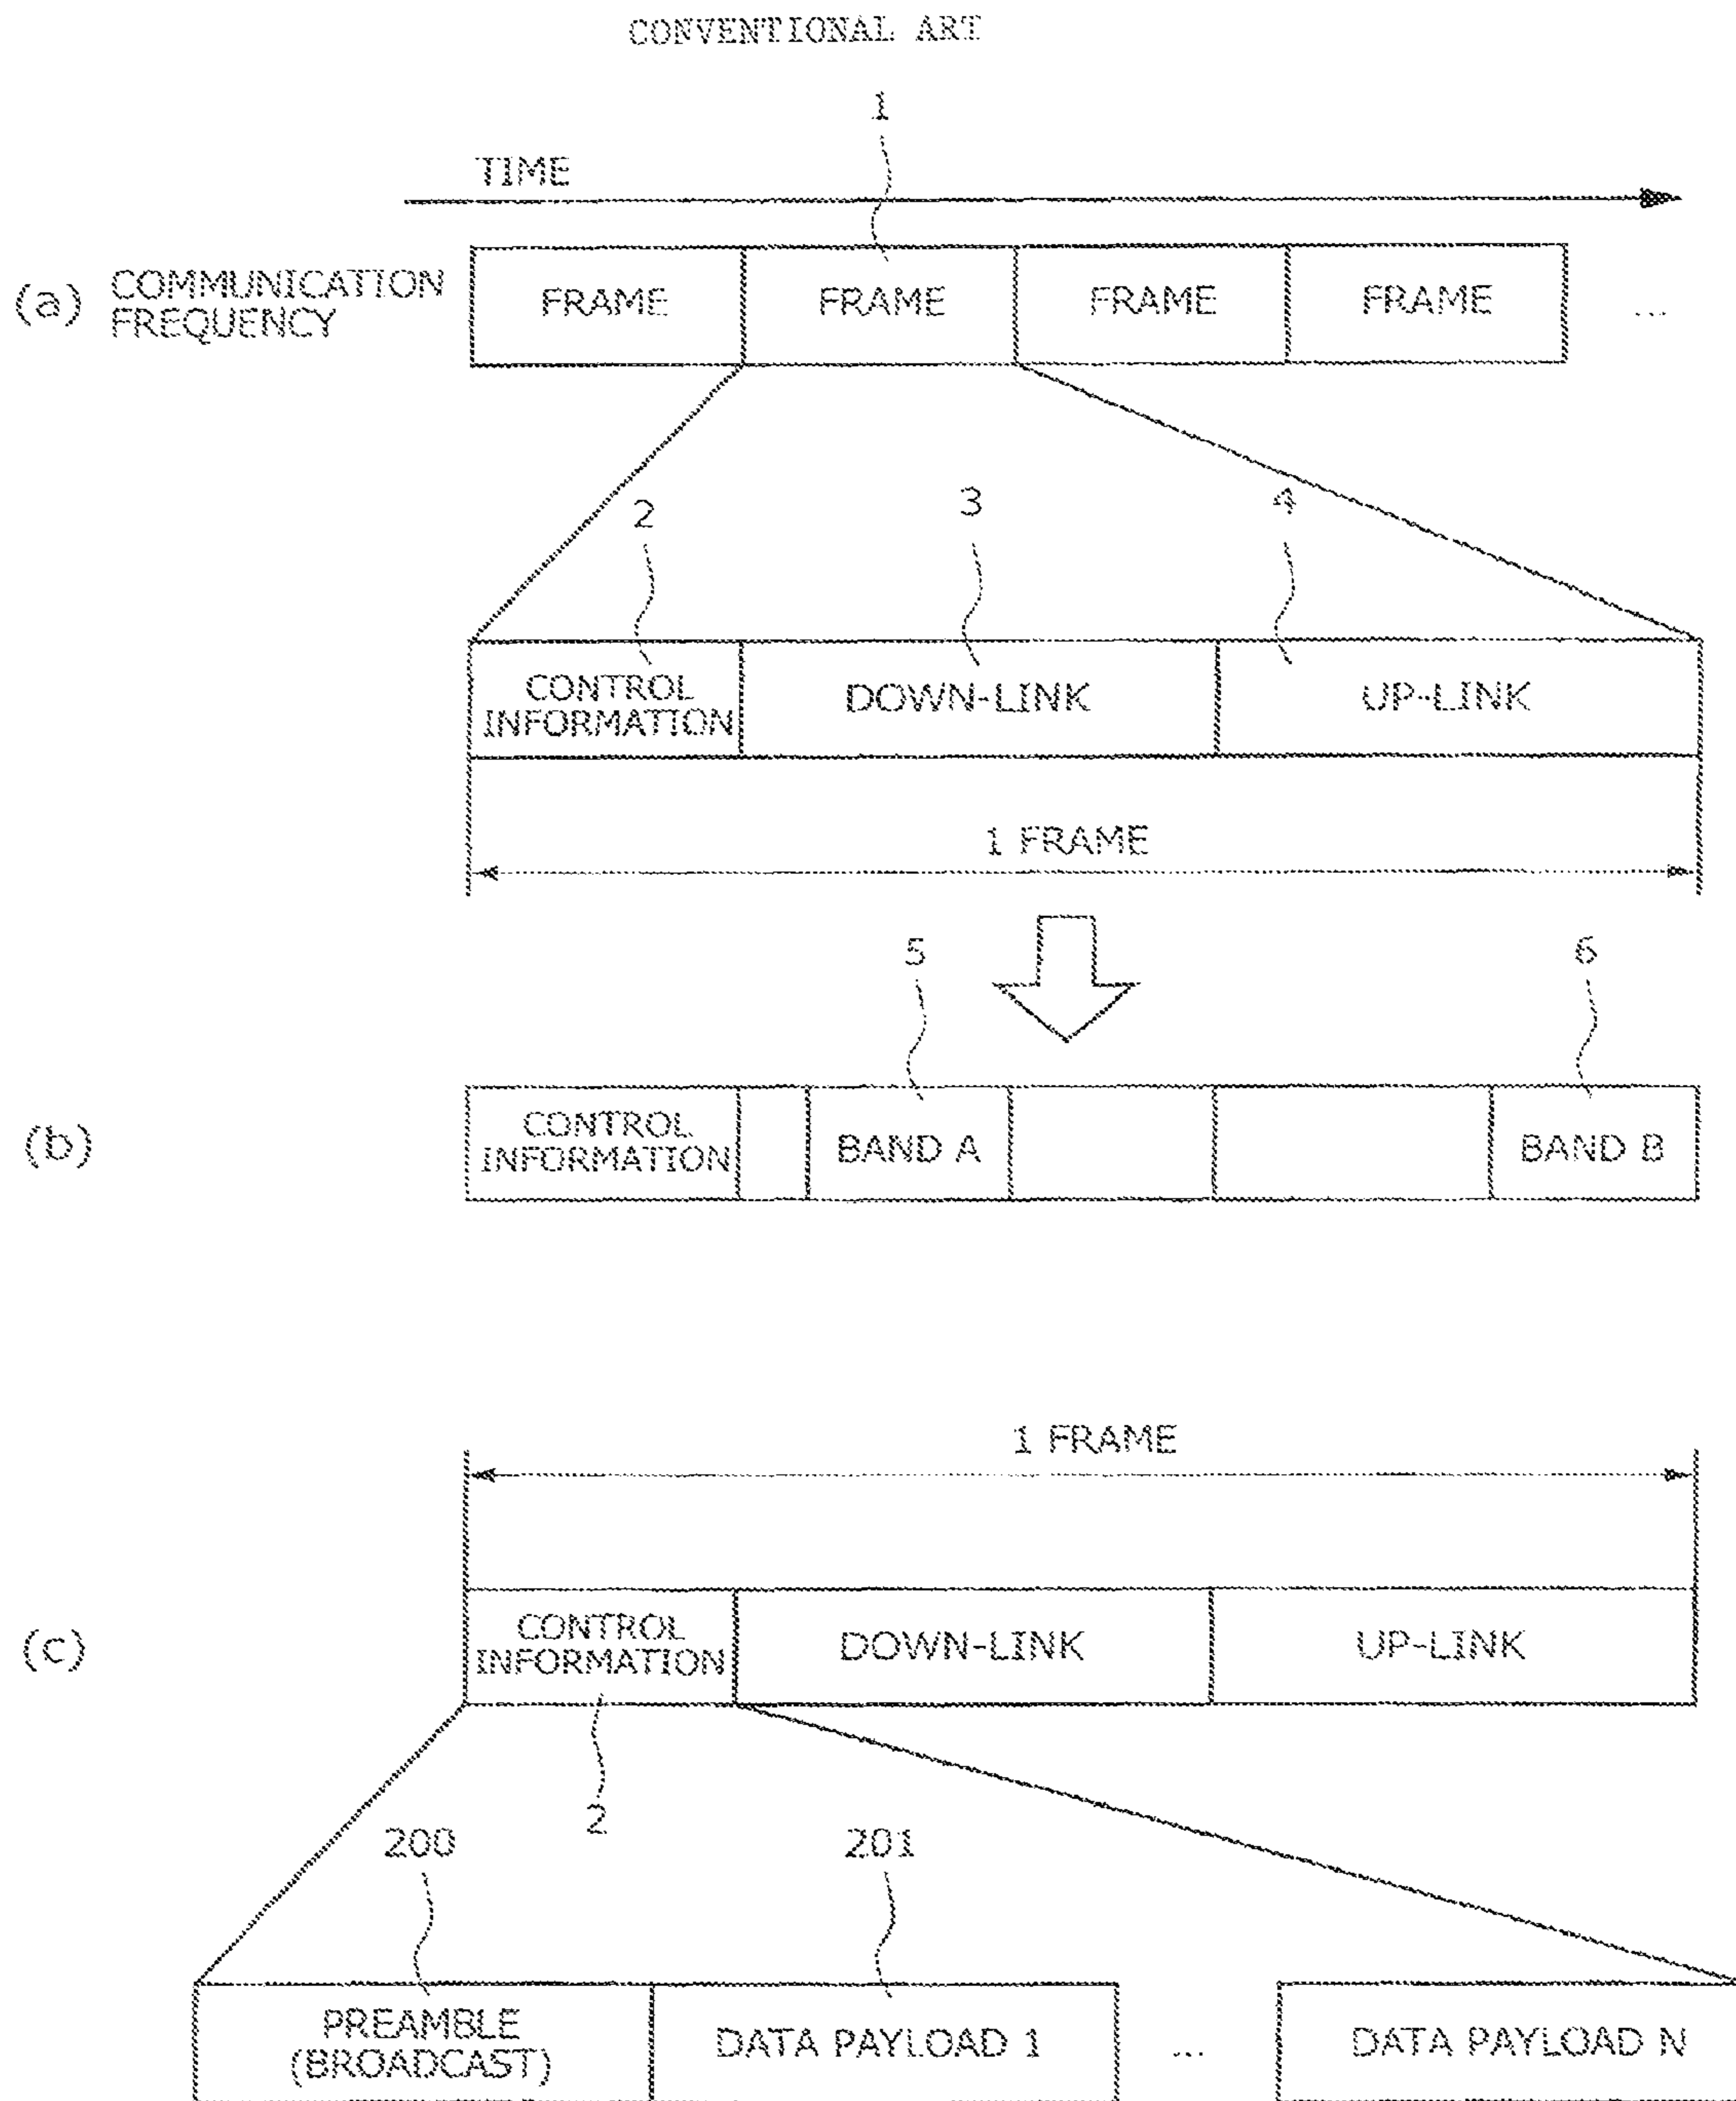 CONVENTIONAL ART
1
TIME
(a) COMMUNICATION FREQUENCY
FRAME FRAME FRAME FRAME ...
2 3 4
CONTROL INFORMATION
DOWN-LINK
UP-LINK
1 FRAME
5 6
(b)
CONTROL INFORMATION
BAND A
BAND B
1 FRAME
(c)
CONTROL INFORMATION
DOWN-LINK
UP-LINK
2
200 201
PREAMBLE (BROADCAST)
DATA PAYLOAD 1
...
DATA PAYLOAD N